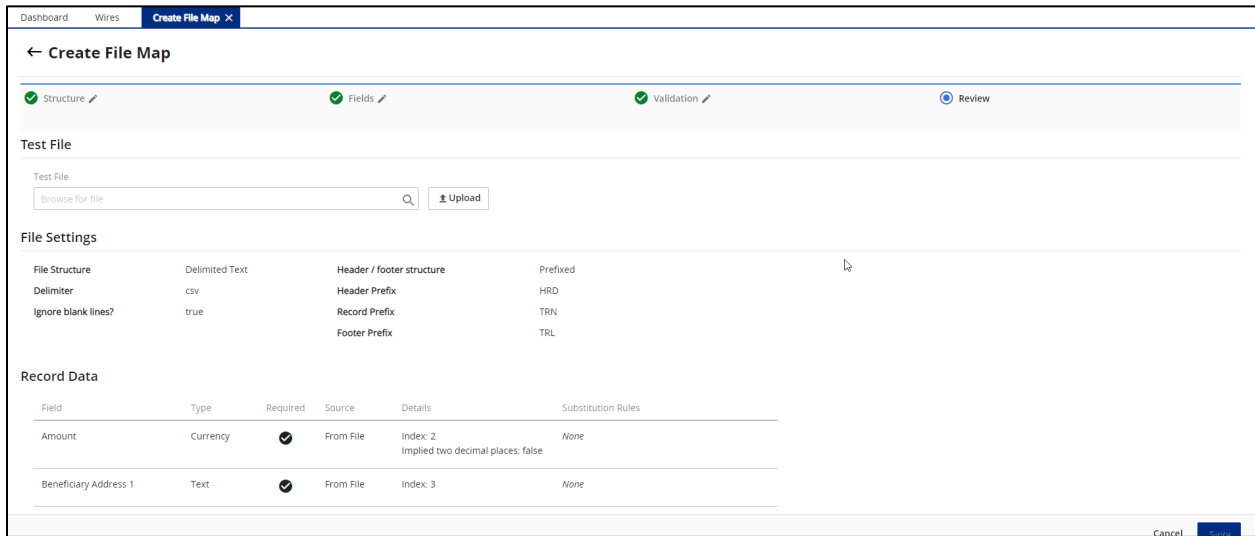 Dashboard Wires Create File Map ×
← Create File Map
Structure Fields Validation Review
Test File
Test File
Browse for file Upload
File Settings
File Structure Delimited Text Header / footer structure Prefixed
Delimiter csv Header Prefix HRD
Ignore blank lines? true Record Prefix TRN
Footer Prefix TRL
Record Data
Field Type Required Source Details Substitution Rules
Amount Currency From File Index: 2 None
Implied two decimal places: false
Beneficiary Address 1 Text From File Index: 3 None
Cancel Save